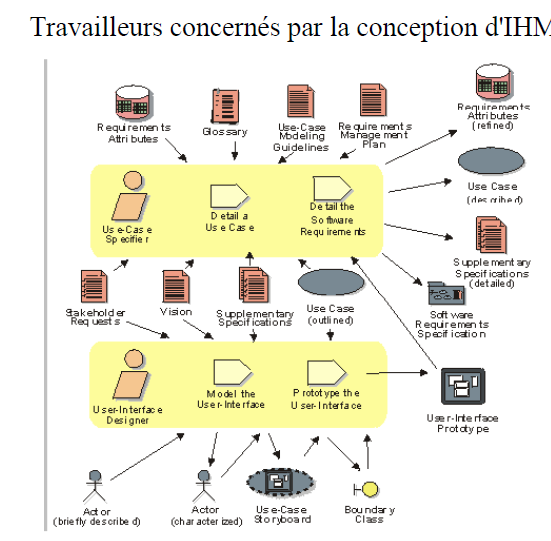 Travailleurs concernés par la conception d'IHM
Requirements
Attributes
Glossary
Use-Case
Modeling
Guidelines
Requirements
Management
Plan
Requirements
Attributes
(refined)
Use-Case
Specifier
Detail a
Use Case
Detail the
Software
Requirements
Use Case
(described)
Supplementary
Specifications
(detailed)
Stakeholder
Requests
Vision
Supplementary
Specifications
Use Case
(outlined)
Software
Requirements
Specification
User-Interface
Designer
Model the
User-Interface
Prototype the
User-Interface
User-Interface
Prototype
Actor
(briefly described)
Actor
(characterized)
Use-Case
Storyboard
Boundary
Class